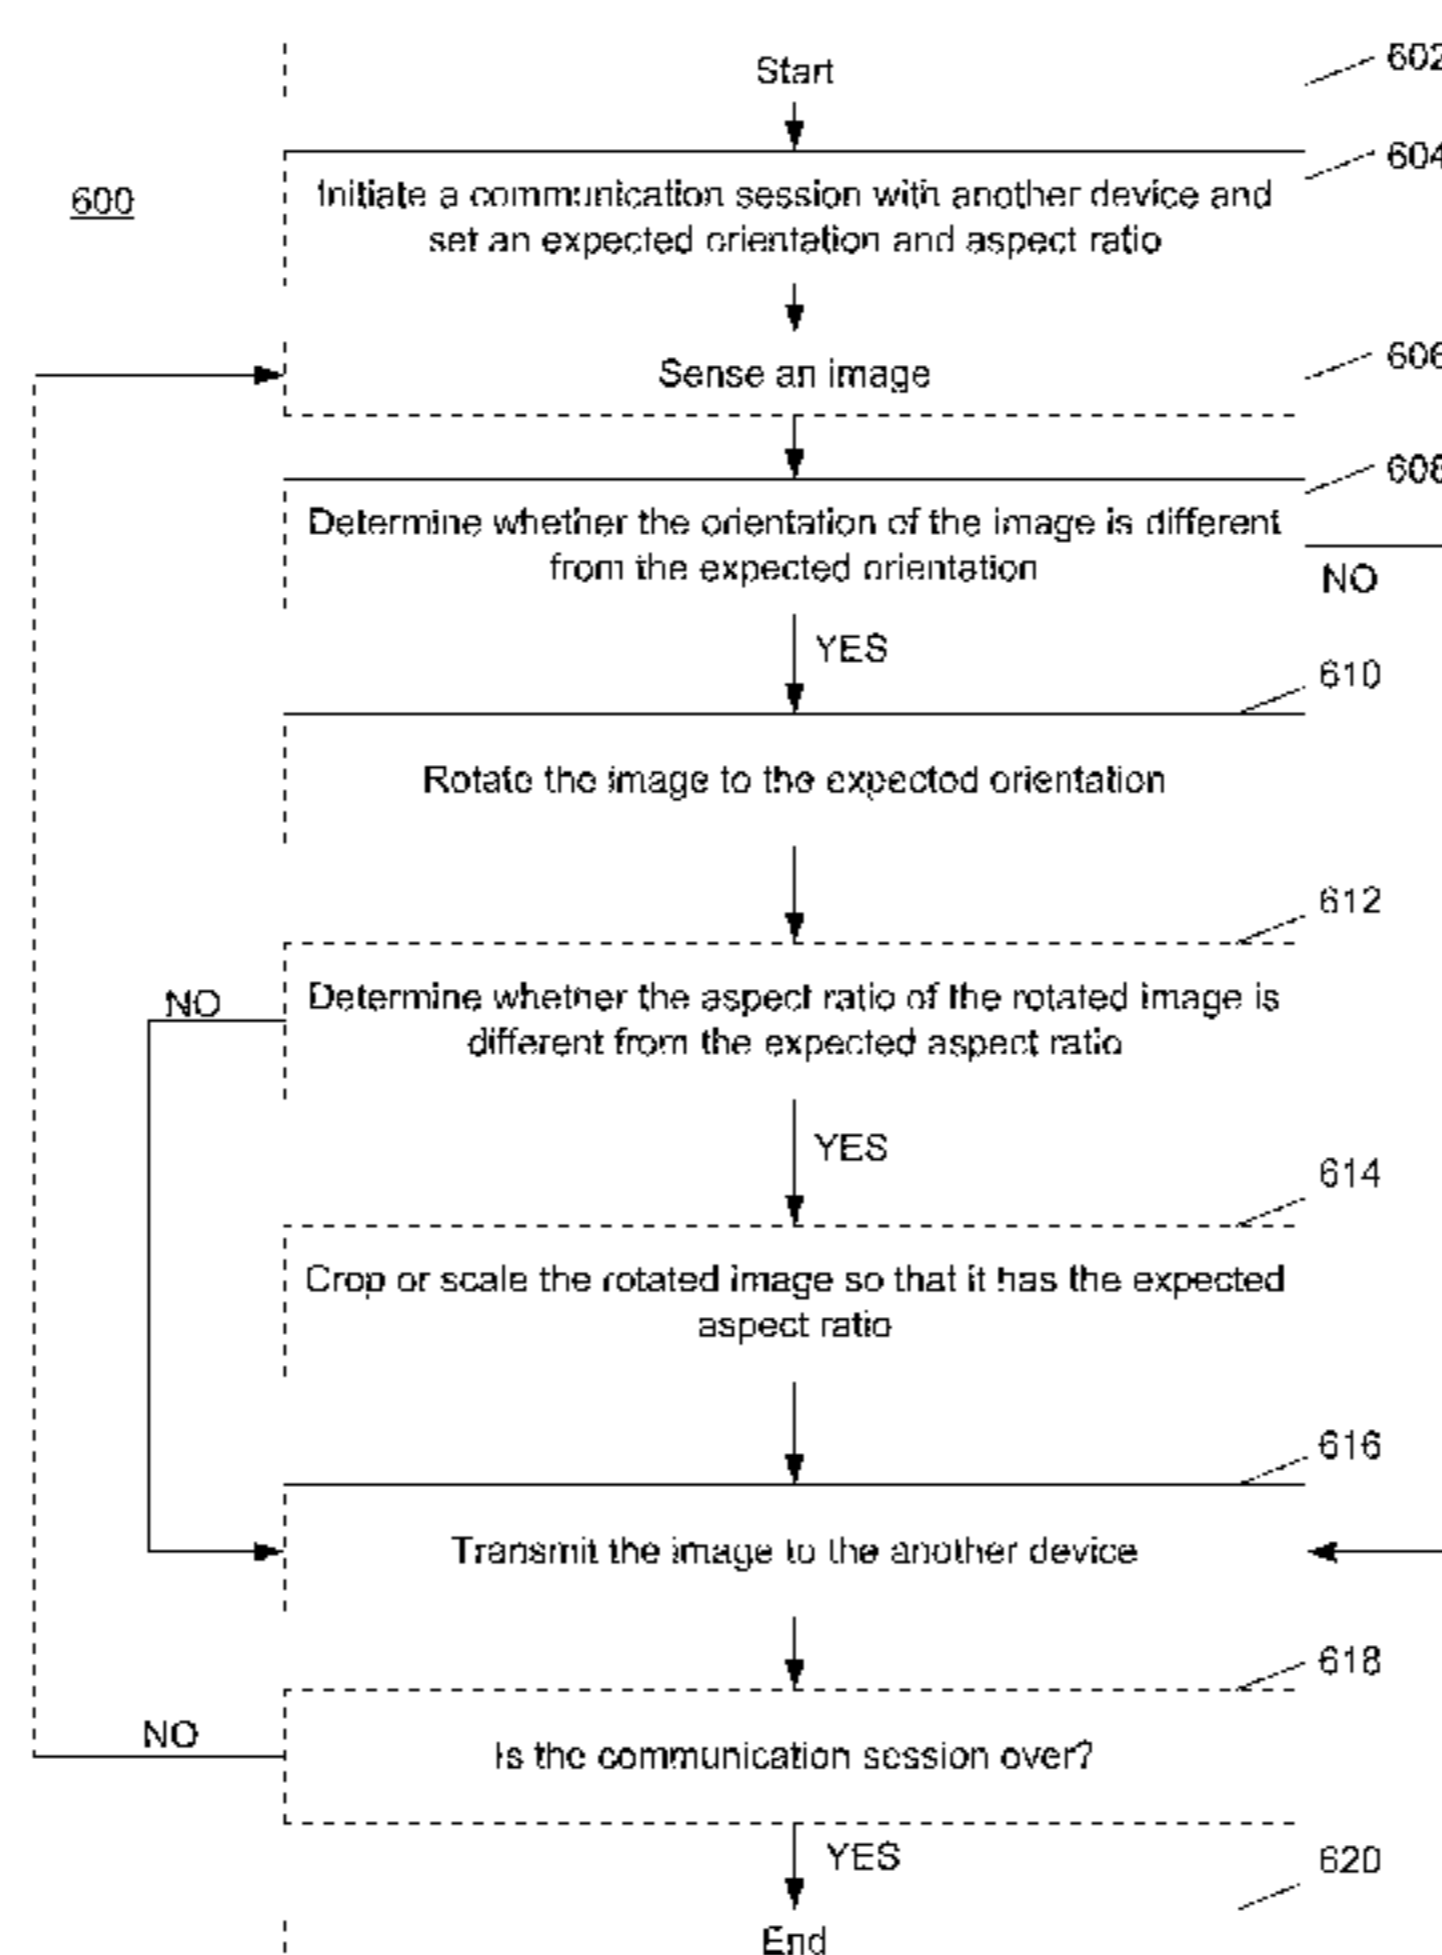 602
Start
604
600
Initiate a communication session with another device and
set an expected orientation and aspect ratio
606
Sense an image
608
Determine whether the orientation of the image is different
from the expected orientation
NO
YES
610
Rotate the image to the expected orientation
612
NO
Determine whether the aspect ratio of the rotated image is
different from the expected aspect ratio
YES
614
Crop or scale the rotated image so that it has the expected
aspect ratio
616
Transmit the image to the another device
618
NO
Is the communication session over?
YES
620
End